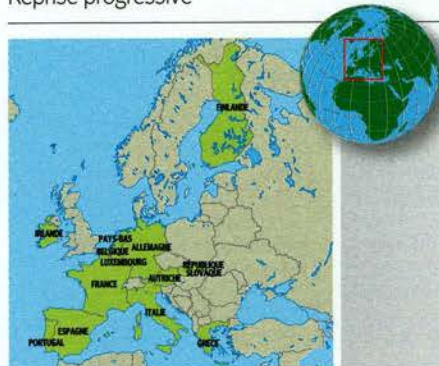 Reprise progressive
FINLANDE
IRLANDE
PAYS-BAS
BELGIQUE
ALLEMAGNE
LUXEMBOURG
RÉPUBLIQUE
SLOVAQUE
FRANCE
AUTRICHE
ITALIE
ESPAGNE
PORTUGAL
GRÈCE